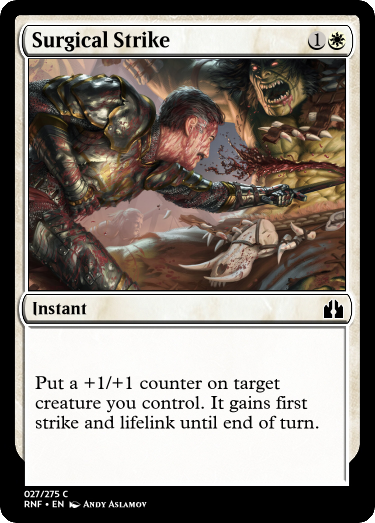 Surgical Strike 1
Instant
Put a +1/+1 counter on target
creature you control. It gains first
strike and lifelink until end of turn.
027/275 C
RNF • EN Andy Aslamov